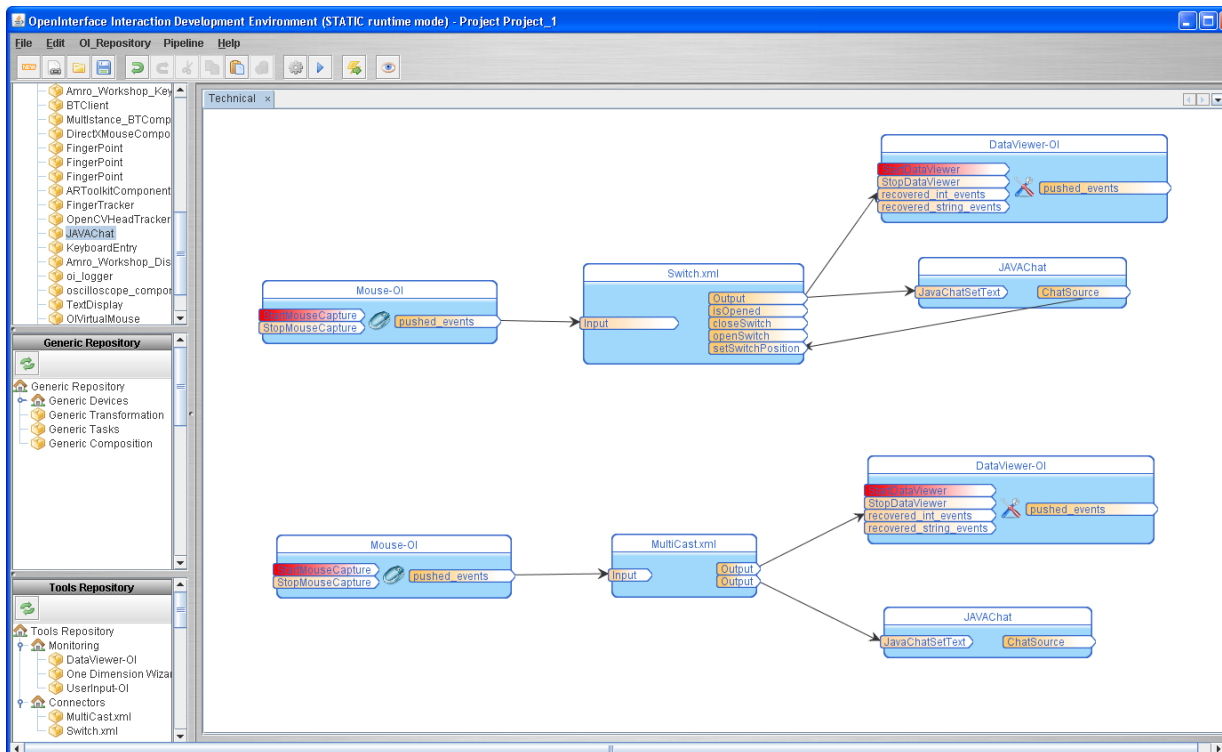 OpenInterface Interaction Development Environment (STATIC runtime mode) - Project Project_1
File Edit OI_Repository Pipeline Help
Amro_Workshop_Key
BTClient
MultIstance_BTComp
DirectXMouseCompo
FingerPoint
FingerPoint
FingerPoint
ARToolkitComponent
FingerTracker
OpenCVHeadTracker
JAVAChat
KeyboardEntry
Amro_Workshop_Dis
oi_logger
oscilloscope_compor
TextDisplay
OIVirtualMouse
Generic Repository
Generic Repository
Generic Devices
Generic Transformation
Generic Tasks
Generic Composition
Tools Repository
Tools Repository
Monitoring
DataViewer-OI
One Dimension Wizar
UserInput-OI
Connectors
MultiCast.xml
Switch.xml
Technical ×
DataViewer-OI
DataViewer
StopDataViewer
recovered_int_events
recovered_string_events
pushed_events
Mouse-OI
MouseCapture
StopMouseCapture
pushed_events
Switch.xml
Input
Output
isOpened
closeSwitch
openSwitch
setSwitchPosition
JAVAChat
JavaChatSetText
ChatSource
DataViewer-OI
DataViewer
StopDataViewer
recovered_int_events
recovered_string_events
pushed_events
Mouse-OI
MouseCapture
StopMouseCapture
pushed_events
MultiCast.xml
Input
Output
Output
JAVAChat
JavaChatSetText
ChatSource